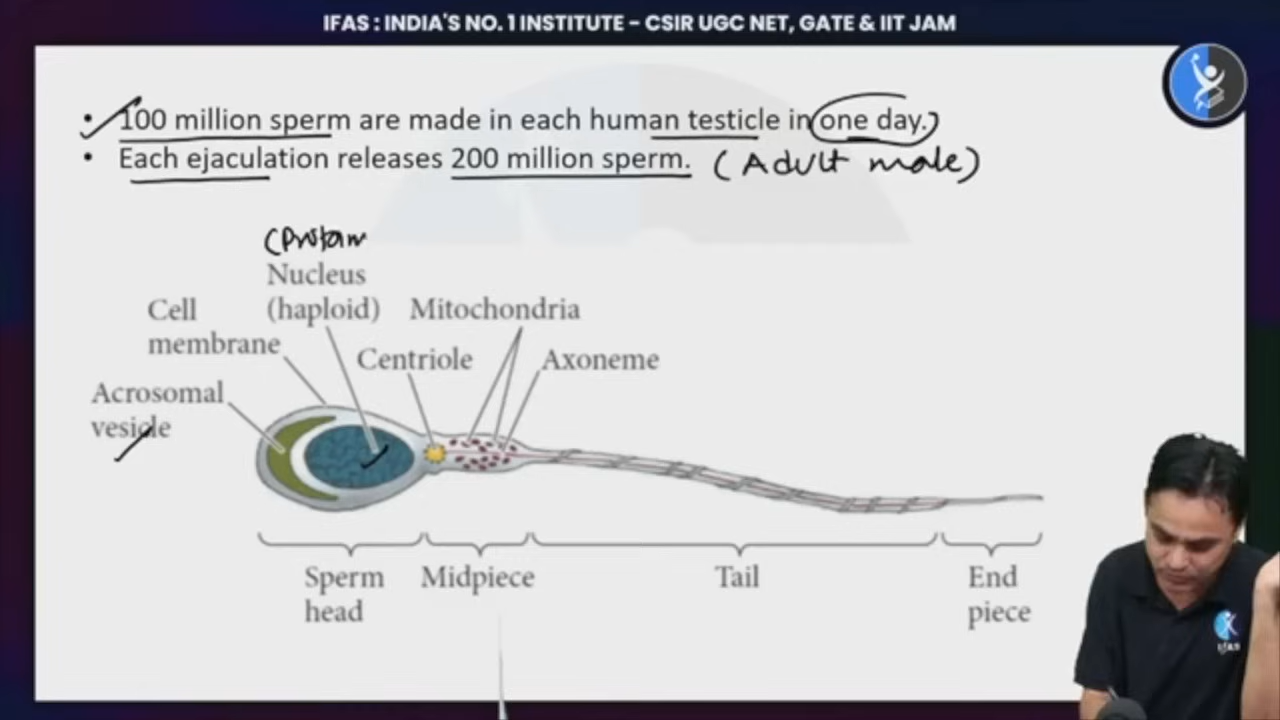 IFAS : INDIA'S NO. 1 INSTITUTE – CSIR UGC NET, GATE & IIT JAM
• 100 million sperm are made in each human testicle in one day.
• Each ejaculation releases 200 million sperm. (Adult male)
(Protam
Nucleus
(haploid)
Cell
membrane
Mitochondria
Centriole
Axoneme
Acrosomal
vesicle
Sperm
head
Midpiece
Tail
End
piece
IFAS